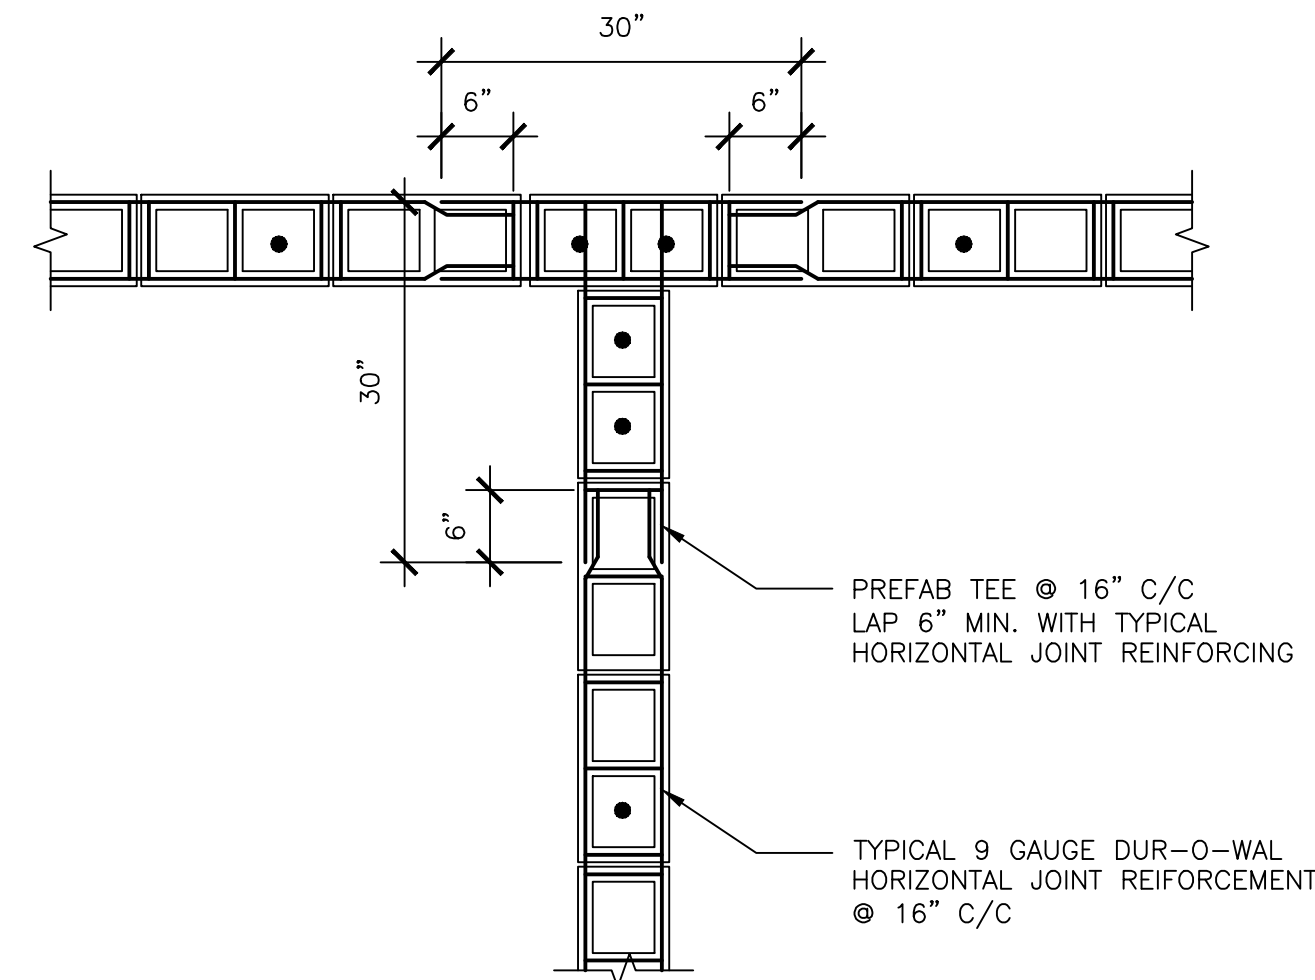 30”
6” 6”
30”
6”
PREFAB TEE @ 16” C/C
LAP 6” MIN. WITH TYPICAL
HORIZONTAL JOINT REINFORCING
TYPICAL 9 GAUGE DUR-O-WAL
HORIZONTAL JOINT REIFORCEMENT
@ 16” C/C